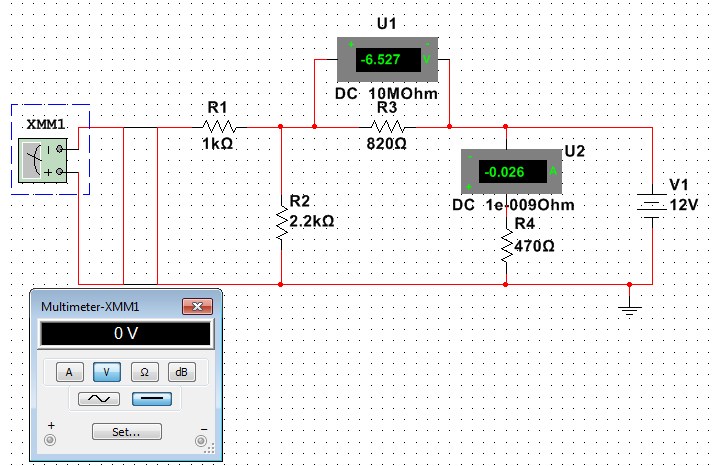 U1
+ -
-6.527 V
DC 10MOhm
XMM1
R1
1kΩ
R3
820Ω
U2
-
-0.026 A
+
DC 1e-009Ohm
V1
12V
R2
2.2kΩ
R4
470Ω
Multimeter-XMM1
0 V
A V Ω dB
+ -
Set...